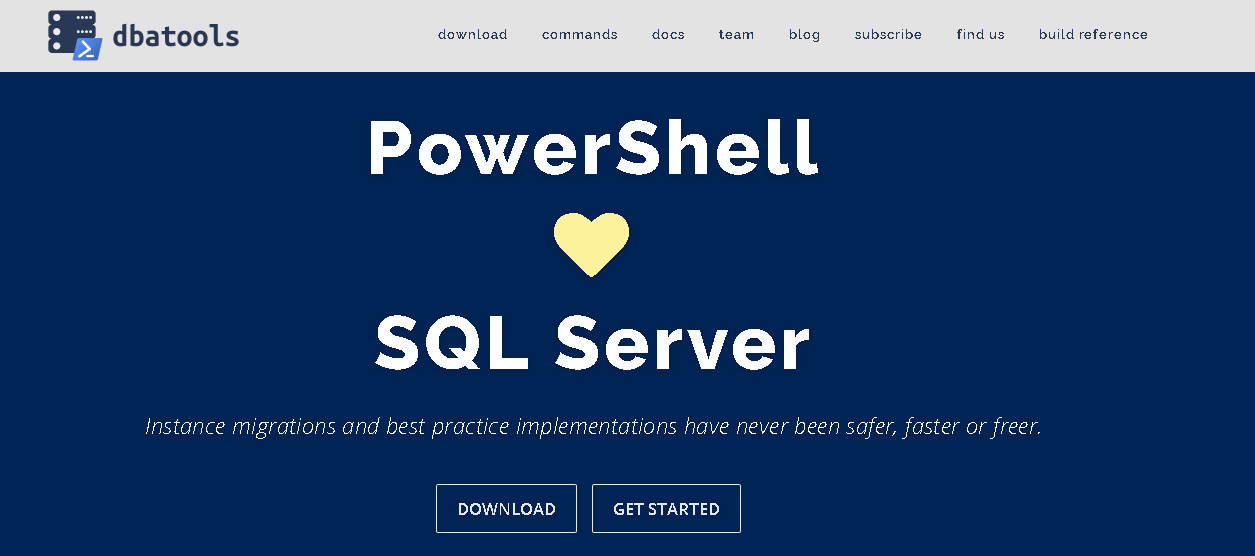 dbatools
download commands docs team blog subscribe find us build reference
PowerShell
SQL Server
Instance migrations and best practice implementations have never been safer, faster or freer.
DOWNLOAD GET STARTED